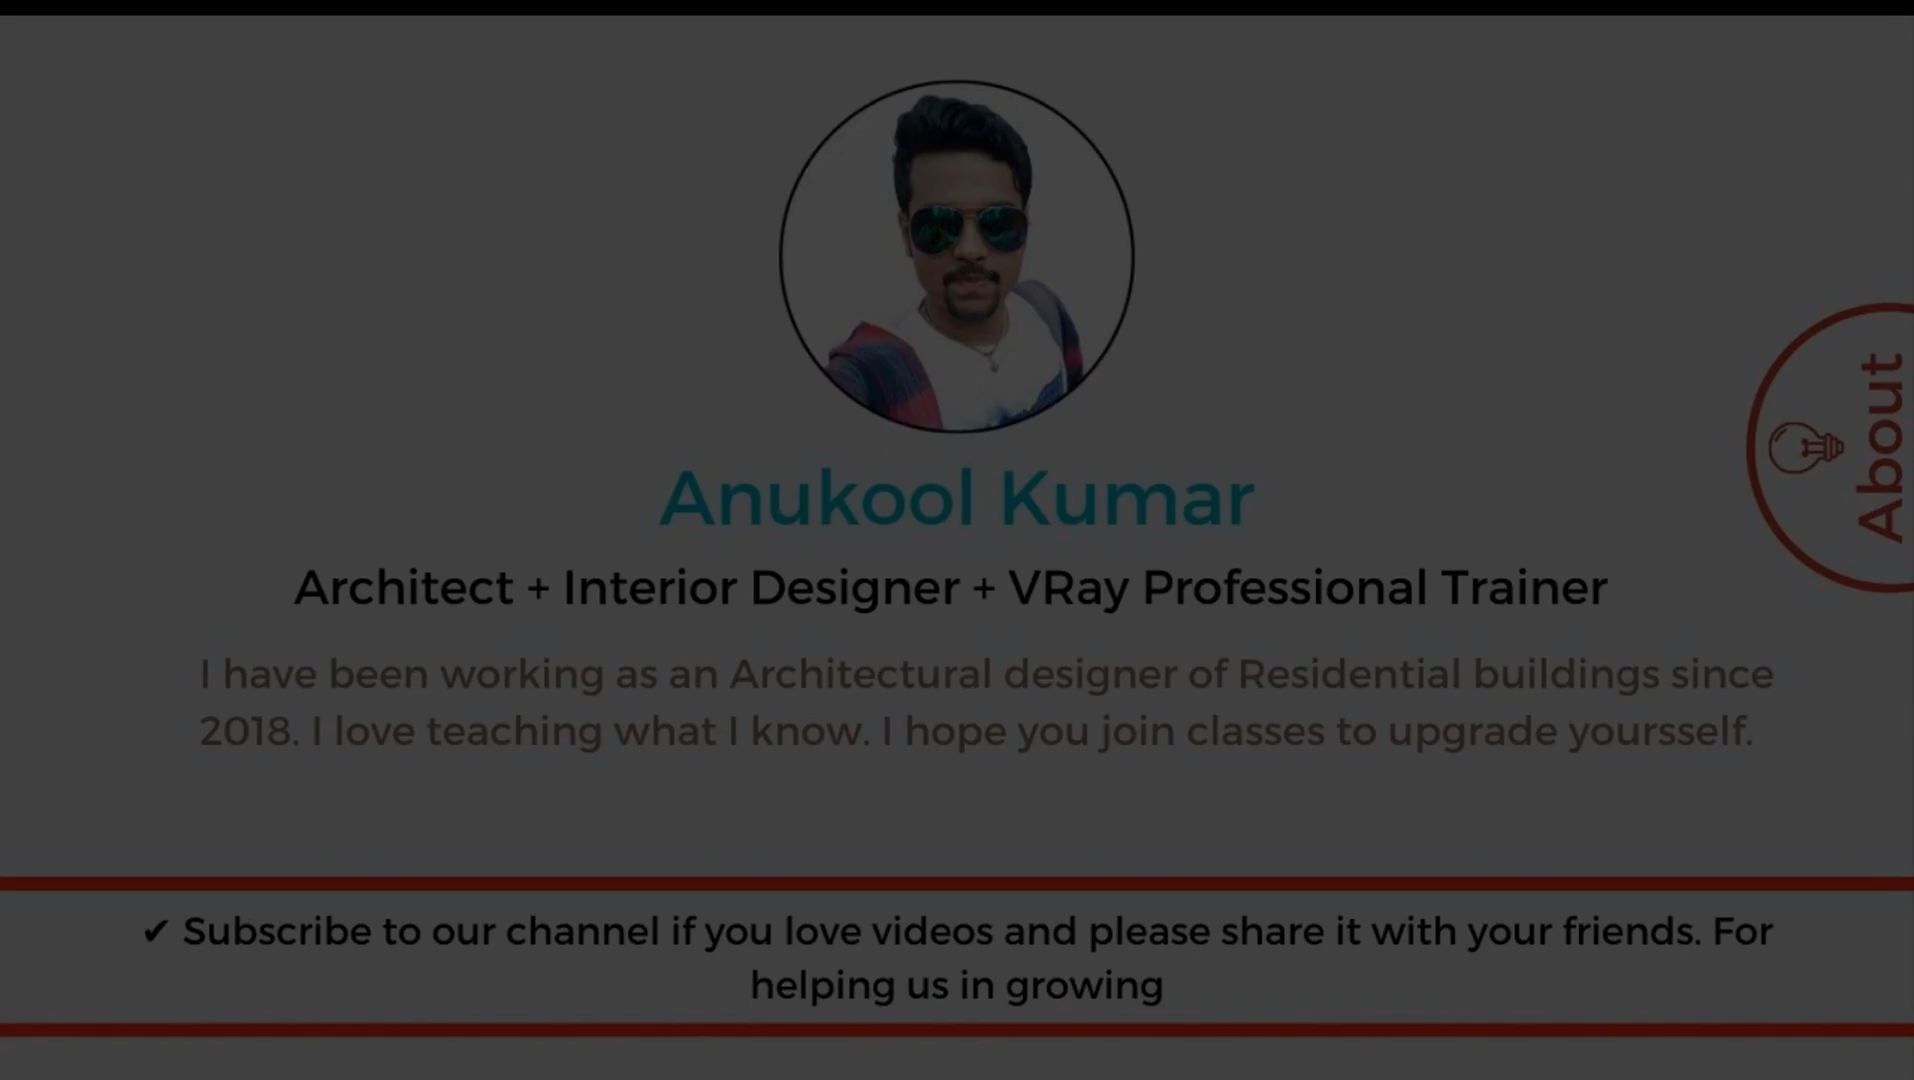 Anukool Kumar
Architect + Interior Designer + VRay Professional Trainer
I have been working as an Architectural designer of Residential buildings since
2018. I love teaching what I know. I hope you join classes to upgrade yoursself.
About
✔ Subscribe to our channel if you love videos and please share it with your friends. For
helping us in growing